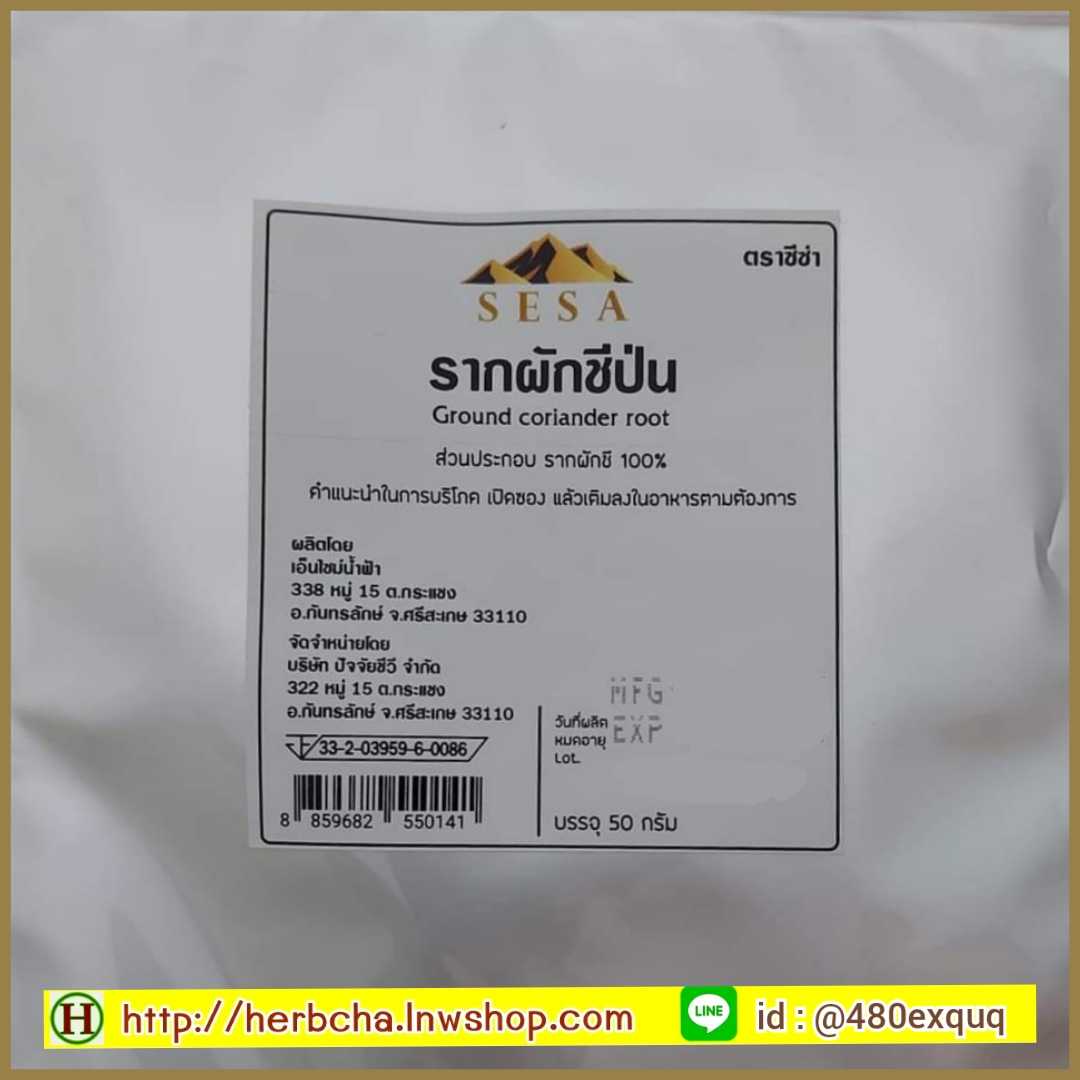 ตราซีซ่า
SESA
รากผักชีป่น
Ground coriander root
ส่วนประกอบ รากผักชี 100%
คำแนะนำในการบริโภค เปิดซอง แล้วเติมลงในอาหารตามต้องการ
ผลิตโดย
เอ็นไซม์น้ำฟ้า
338 หมู่ 15 ต.กระแชง
อ.กันทรลักษ์ จ.ศรีสะเกษ 33110
จัดจำหน่ายโดย
บริษัท ปัจจัยชีวี จำกัด
322 หมู่ 15 ต.กระแชง
อ.กันทรลักษ์ จ.ศรีสะเกษ 33110
33-2-03959-6-0086
8 859682 550141
MFG
วันที่ผลิต
EXP
หมดอายุ
Lot.
บรรจุ 50 กรัม
H http://herbcha.lnwshop.com LINE id : @480exquq